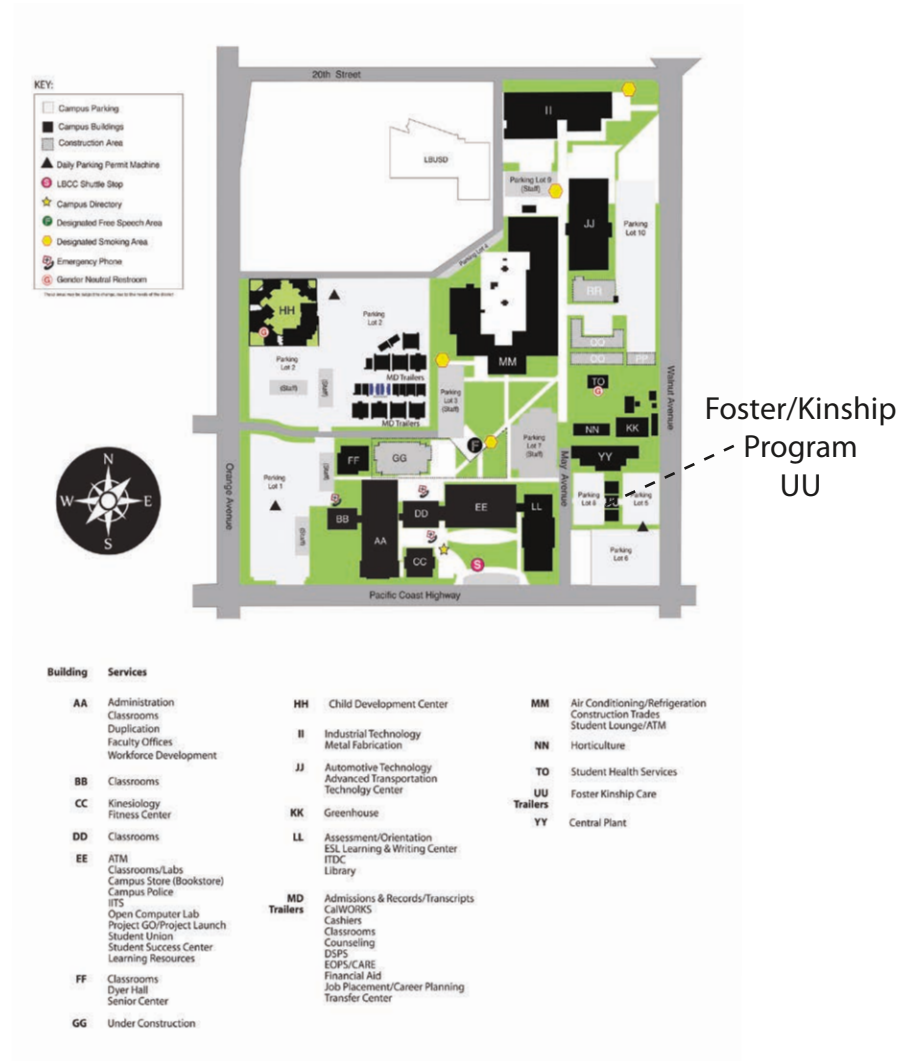 20th Street
KEY:
Campus Parking
Campus Buildings
Construction Area
Daily Parking Permit Machine
S LBCC Shuttle Stop
Campus Directory
F Designated Free Speech Area
Designated Smoking Area
Emergency Phone
G Gender Neutral Restroom
LBUSD
II
Parking Lot 9
(Staff)
JJ
Parking
Lot 10
Parking Lot 4
RR
HH
G
Parking
Lot 2
Parking
Lot 2
(Staff)
(Staff)
MD Trailers
MD Trailers
MM
OO
OO
PP
TO
G
Walnut Avenue
Parking
Lot 3
(Staff)
NN
KK
Foster/Kinship
Program
UU
F
Parking
Lot 7
(Staff)
YY
N
W
E
S
Orange Avenue
Parking
Lot 1
(Staff)
(Staff)
FF
GG
May Avenue
Parking
Parking
Lot 5
UU
BB
AA
DD
EE
LL
CC
S
Parking
Lot 6
Pacific Coast Highway
Building Services
AA Administration
Classrooms
Duplication
Faculty Offices
Workforce Development
BB Classrooms
CC Kinesiology
Fitness Center
DD Classrooms
EE ATM
Classrooms/Labs
Campus Store (Bookstore)
Campus Police
IITS
Open Computer Lab
Project GO/Project Launch
Student Union
Student Success Center
Learning Resources
FF Classrooms
Dyer Hall
Senior Center
GG Under Construction
HH Child Development Center
II Industrial Technology
Metal Fabrication
JJ Automotive Technology
Advanced Transportation
Technolgy Center
KK Greenhouse
LL Assessment/Orientation
ESL Learning & Writing Center
ITDC
Library
MD Trailers Admissions & Records/Transcripts
CalWORKS
Cashiers
Classrooms
Counseling
DSPS
EOPS/CARE
Financial Aid
Job Placement/Career Planning
Transfer Center
MM Air Conditioning/Refrigeration
Construction Trades
Student Lounge/ATM
NN Horticulture
TO Student Health Services
UU Trailers Foster Kinship Care
YY Central Plant